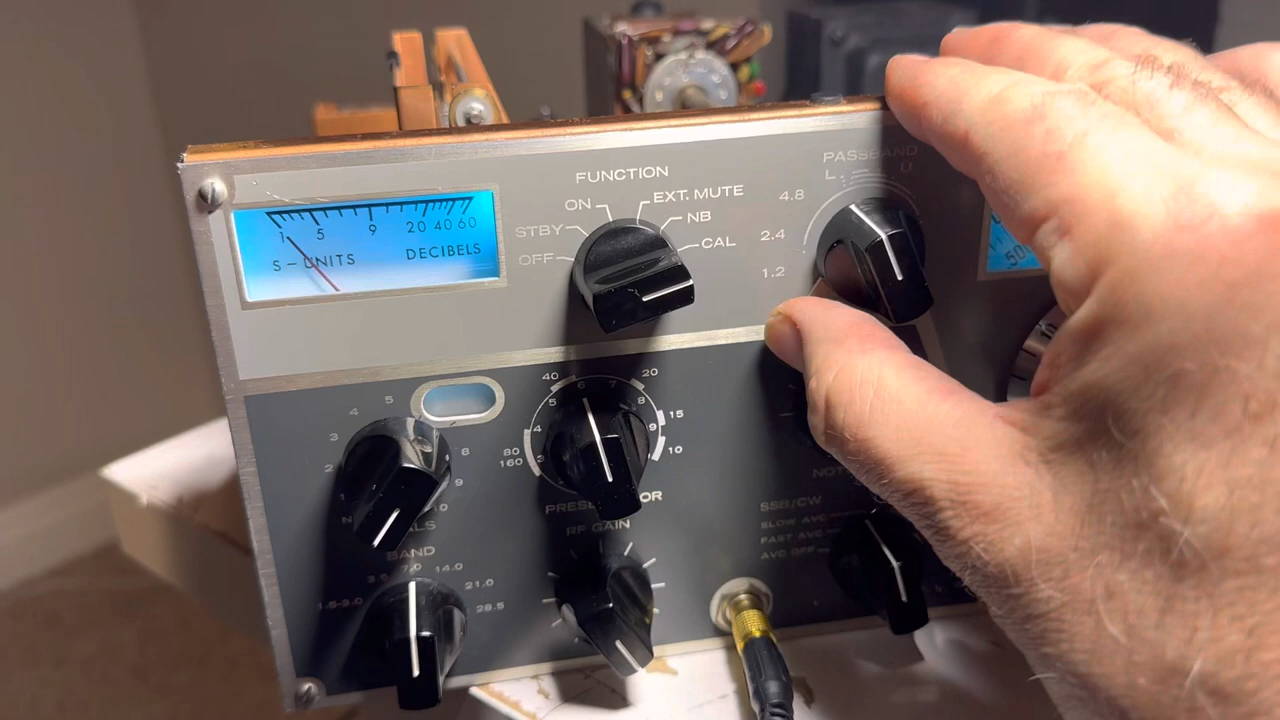 FUNCTION
ON
EXT. MUTE
STBY
NB
OFF
CAL
1 5 9 20 40 60
S-UNITS DECIBELS
PASSBAND
L U
4.8
2.4
1.2
50
10
5
4
3
2
8
9
10
N
40 20
15
10
80
160
3 4 5 6 7 8 9
RF GAIN
BAND
3.5 7.0 14.0
1.5-3.0 21.0
28.5
SSB/CW
SLOW AVC
FAST AVC
AVC OFF